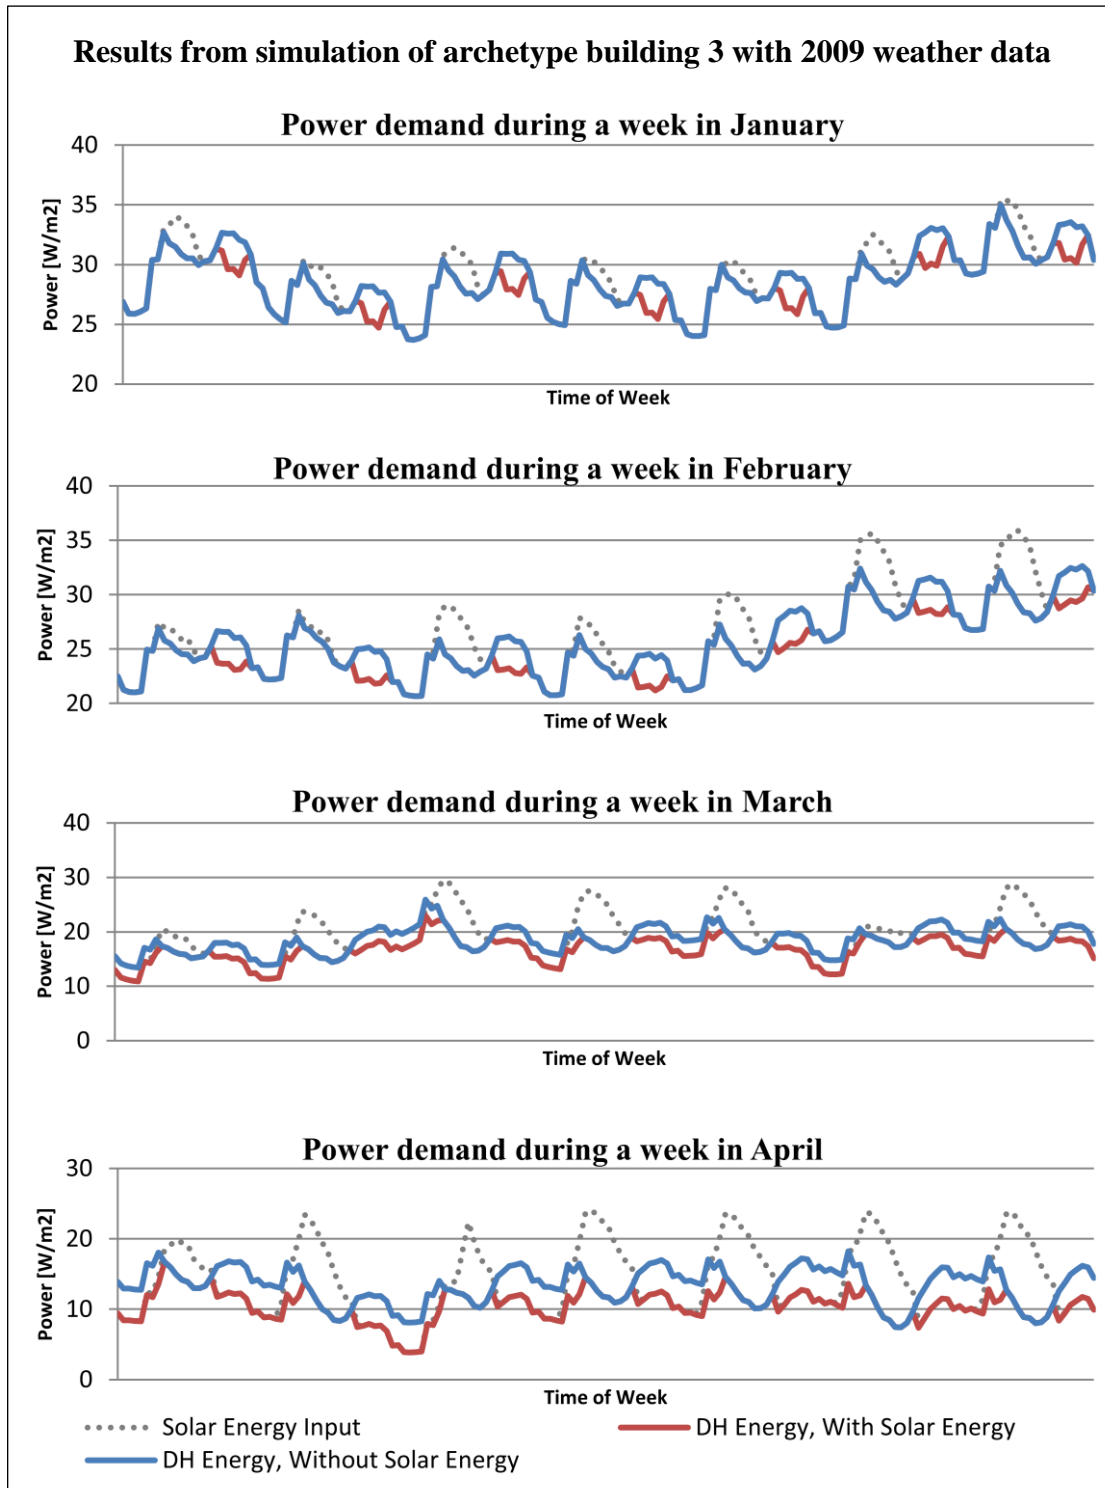 Results from simulation of archetype building 3 with 2009 weather data
Power demand during a week in January
40
35
30
25
20
Power [W/m2]
Time of Week
Power demand during a week in February
40
35
30
25
20
Power [W/m2]
Time of Week
Power demand during a week in March
40
30
20
10
0
Power [W/m2]
Time of Week
Power demand during a week in April
30
20
10
0
Power [W/m2]
Time of Week
Solar Energy Input
DH Energy, With Solar Energy
DH Energy, Without Solar Energy